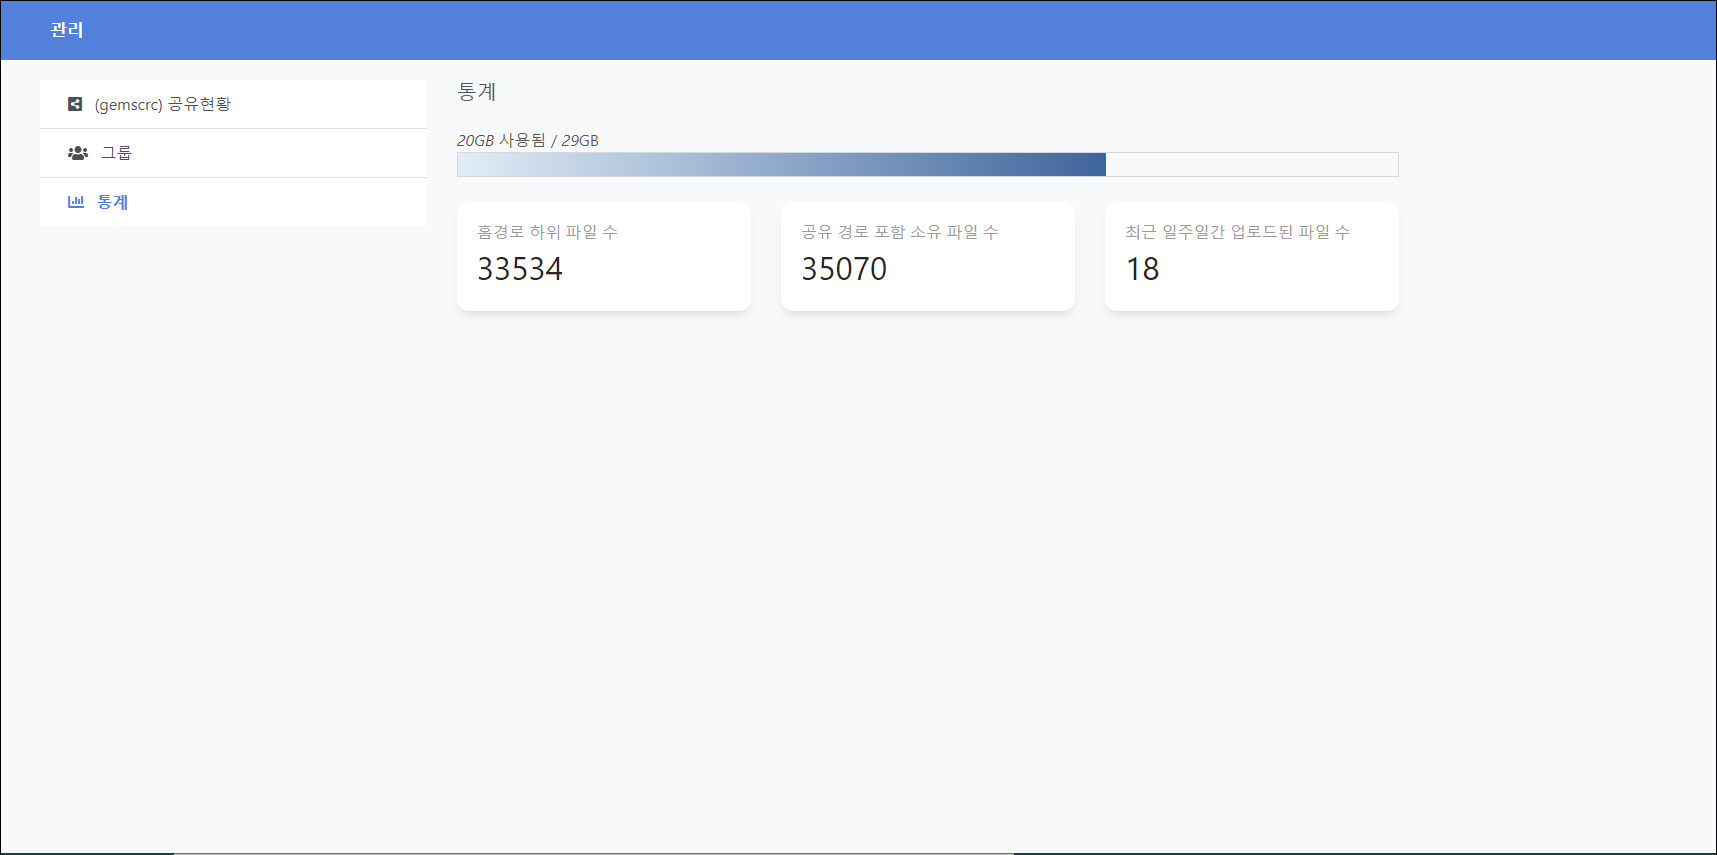 관리
(gemscrc) 공유현황
그룹
통계
통계
20GB 사용됨 / 29GB
홈경로 하위 파일 수
33534
공유 경로 포함 소유 파일 수
35070
최근 일주일간 업로드된 파일 수
18